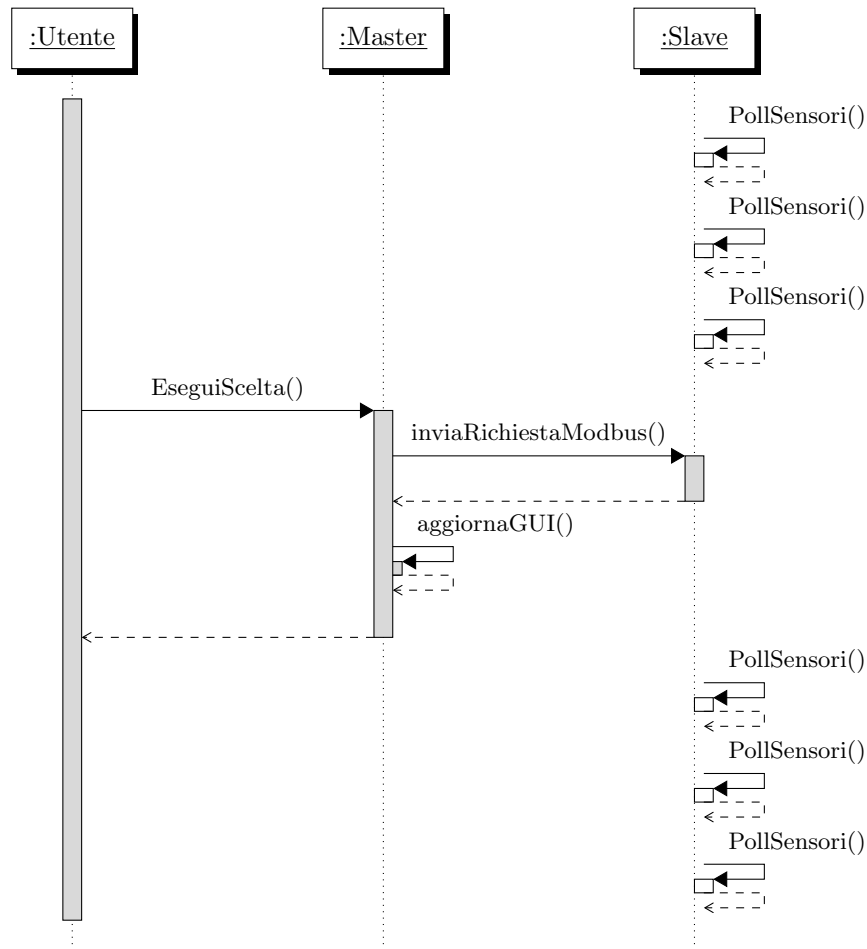 :Utente
:Master
:Slave
PollSensori()
PollSensori()
PollSensori()
EseguiScelta()
inviaRichiestaModbus()
aggiornaGUI()
PollSensori()
PollSensori()
PollSensori()